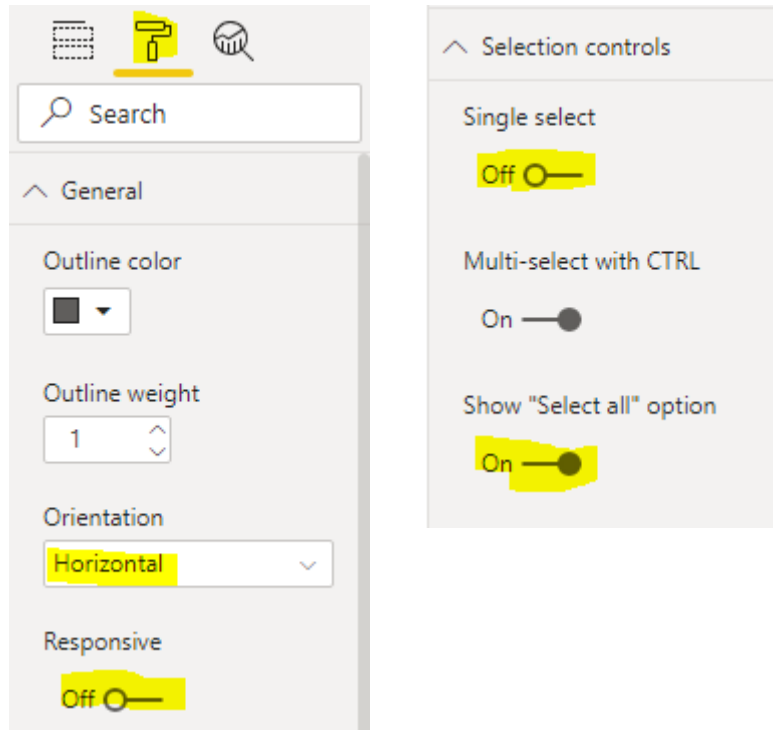 Search
General
Outline color
Outline weight
1
Orientation
Horizontal
Responsive
Off
Selection controls
Single select
Off
Multi-select with CTRL
On
Show "Select all" option
On